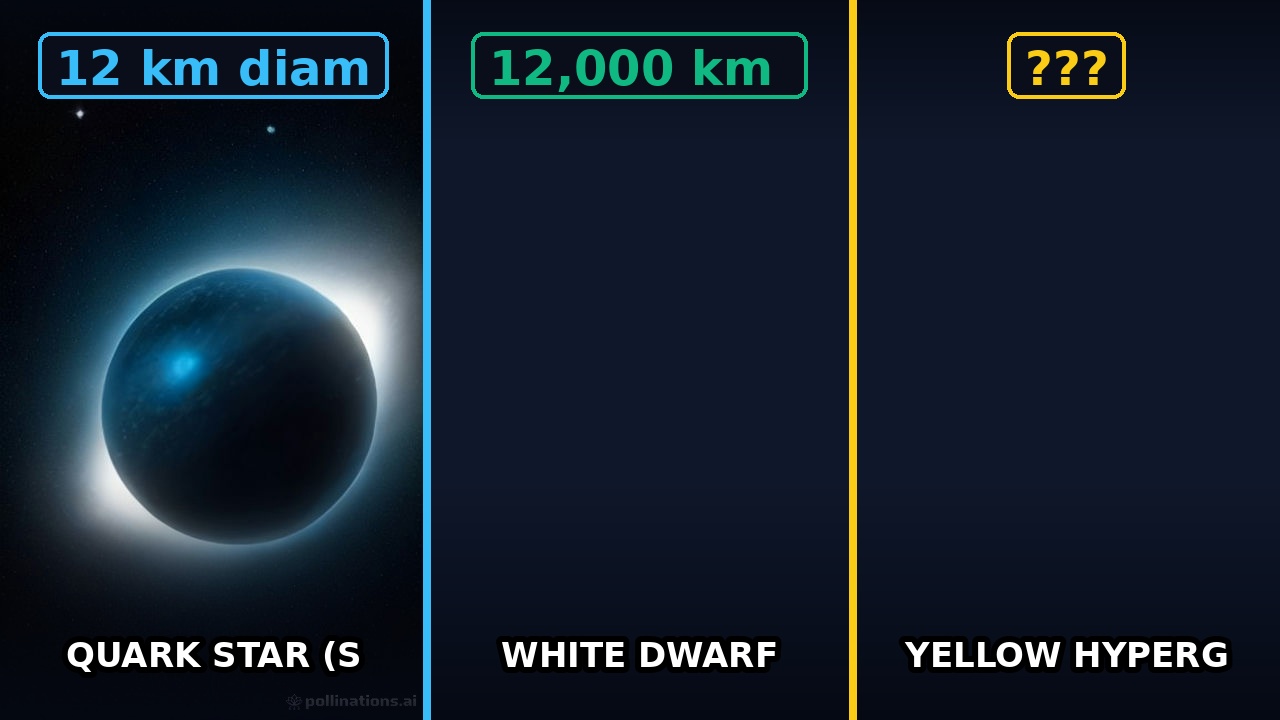 12 km diam
12,000 km
???
QUARK STAR (S
WHITE DWARF
YELLOW HYPERG
pollinations.ai